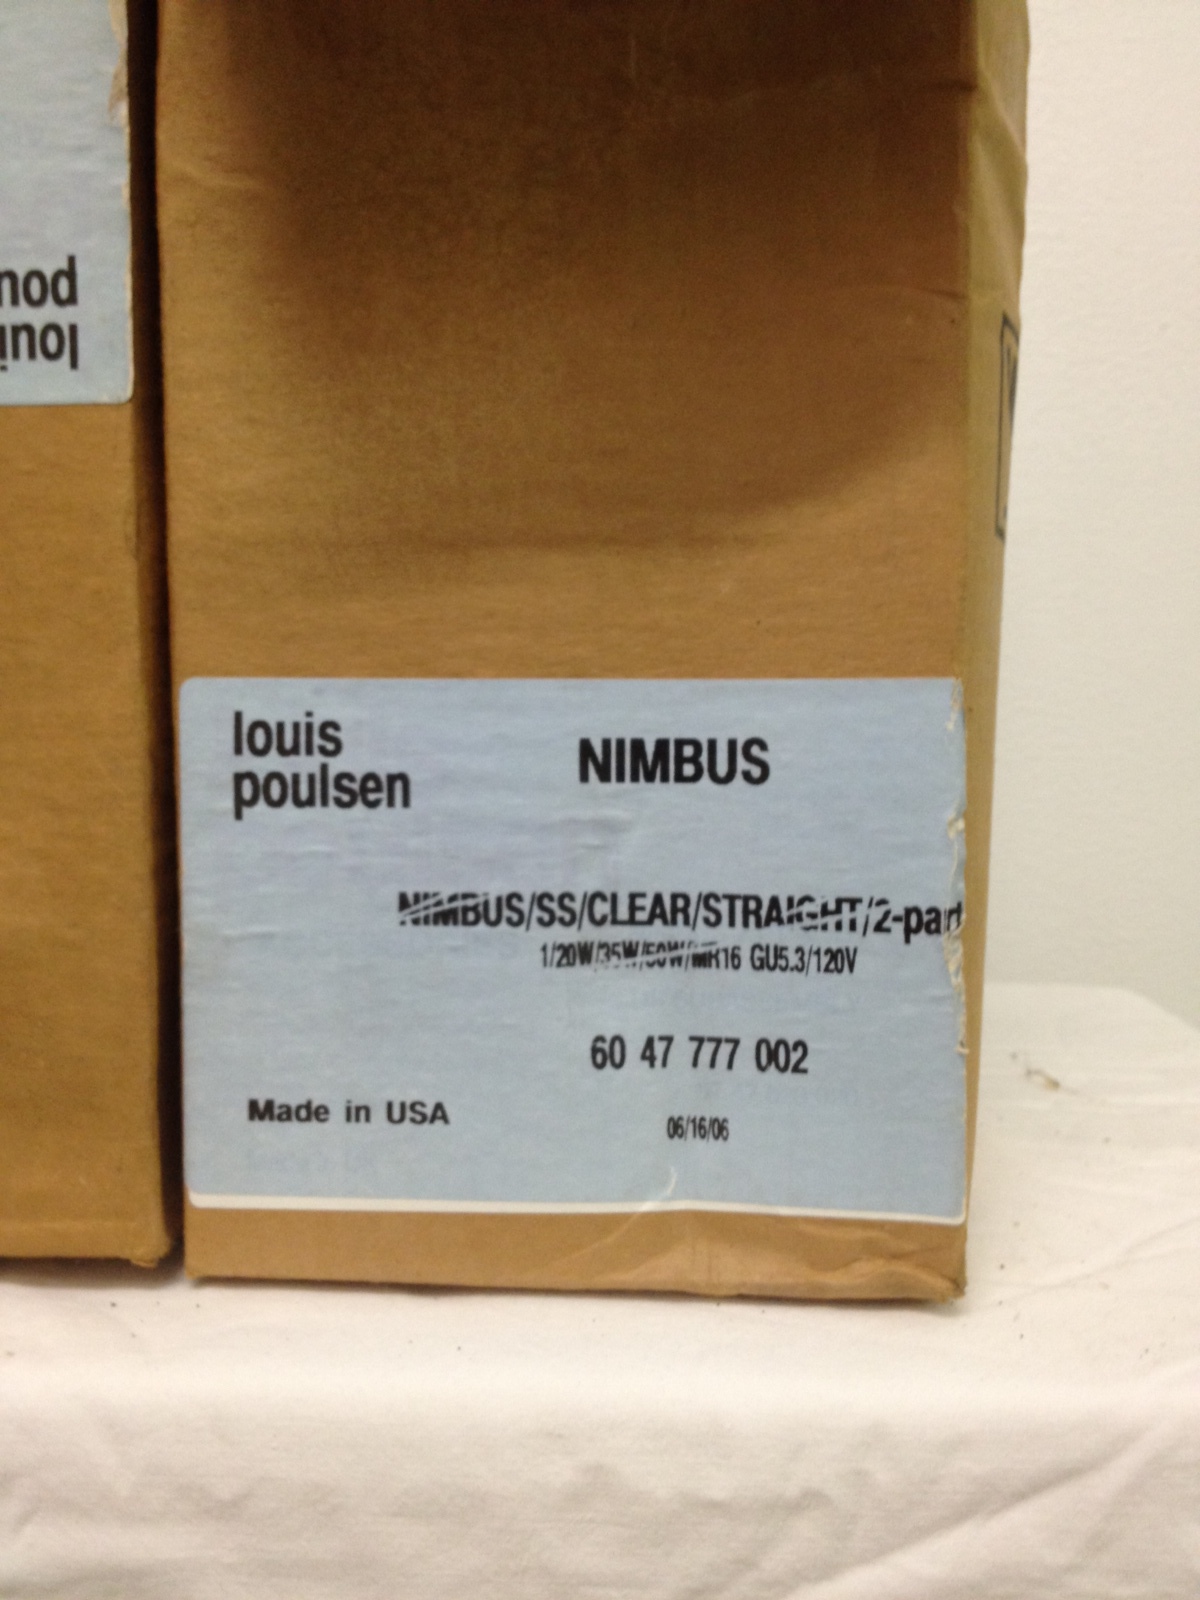 pou
loui
louis
poulsen
NIMBUS
NIMBUS/SS/CLEAR/STRAIGHT/2-part
1/20W/35W/50W/MR16 GU5.3/120V
60 47 777 002
Made in USA
06/16/06